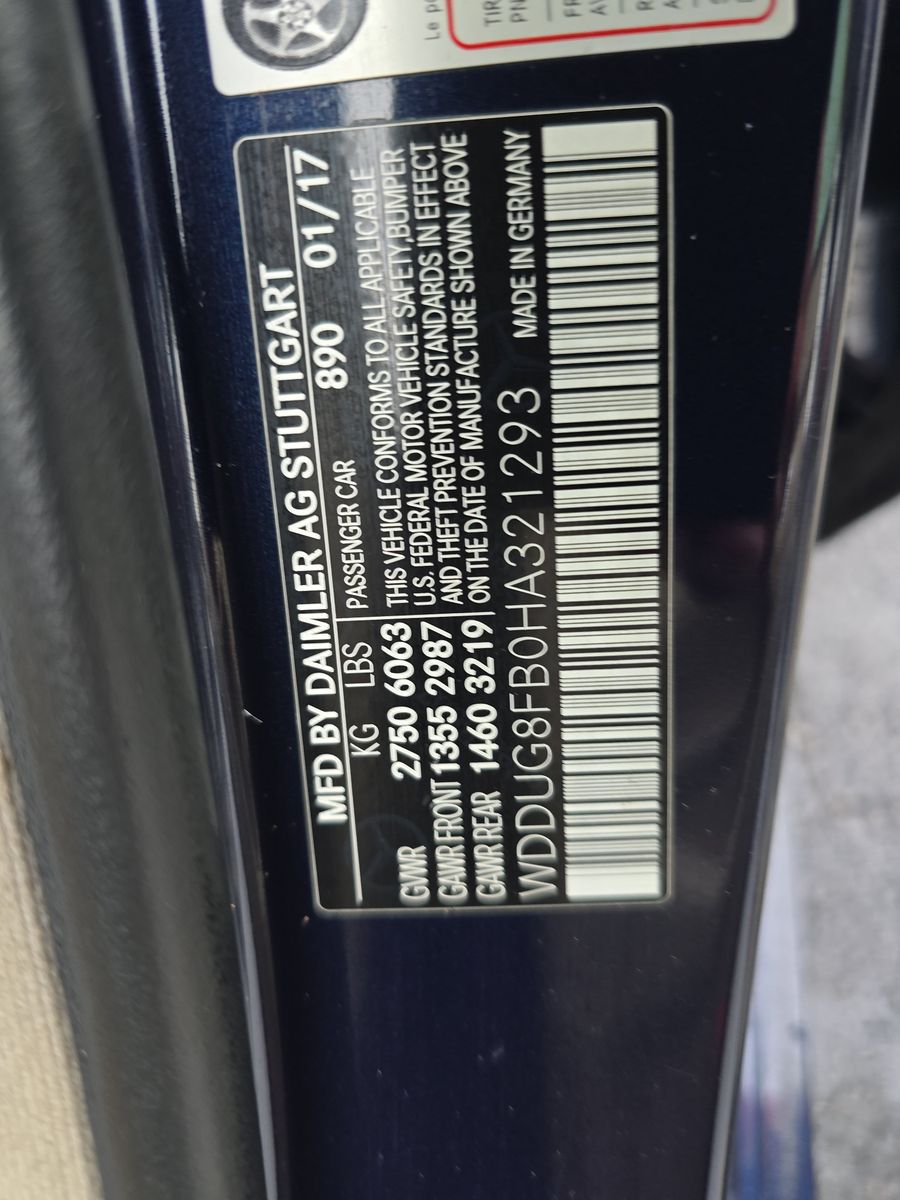 Le
TIR
MFD BY DAIMLER AG STUTTGART
890 01/17
KG LBS PASSENGER CAR
GVWR 2750 6063 THIS VEHICLE CONFORMS TO ALL APPLICABLE
U.S. FEDERAL MOTOR VEHICLE SAFETY,BUMPER
GAWR FRONT 1355 2987 AND THEFT PREVENTION STANDARDS IN EFFECT
GAWR REAR 1460 3219 ON THE DATE OF MANUFACTURE SHOWN ABOVE
WDDUG8FB0HA321293 MADE IN GERMANY